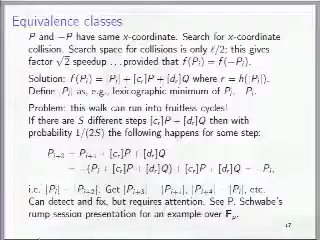 Equivalence classes
P and −P have same x-coordinate. Search for x-coordinate
collision. Search space for collisions is only ℓ/2; this gives
factor √2 speedup . . . provided that f(Pᵢ) = f(−Pᵢ).
Solution: f(Pᵢ) = |Pᵢ| + [cᵣ]P + [dᵣ]Q where r = h(|Pᵢ|).
Define |Pᵢ| as, e.g., lexicographic minimum of Pᵢ, −Pᵢ.
Problem: this walk can run into fruitless cycles!
If there are S different steps [cᵣ]P + [dᵣ]Q then with
probability 1/(2S) the following happens for some step:
Pᵢ₊₂ = Pᵢ₊₁ + [cᵣ]P + [dᵣ]Q
= −(Pᵢ + [cᵣ]P + [dᵣ]Q) + [cᵣ]P + [dᵣ]Q = −Pᵢ,
i.e. |Pᵢ| = |Pᵢ₊₂|. Get |Pᵢ₊₃| = |Pᵢ₊₁|, |Pᵢ₊₄| = |Pᵢ|, etc.
Can detect and fix, but requires attention. See P. Schwabe's
rump session presentation for an example over Fₚ.